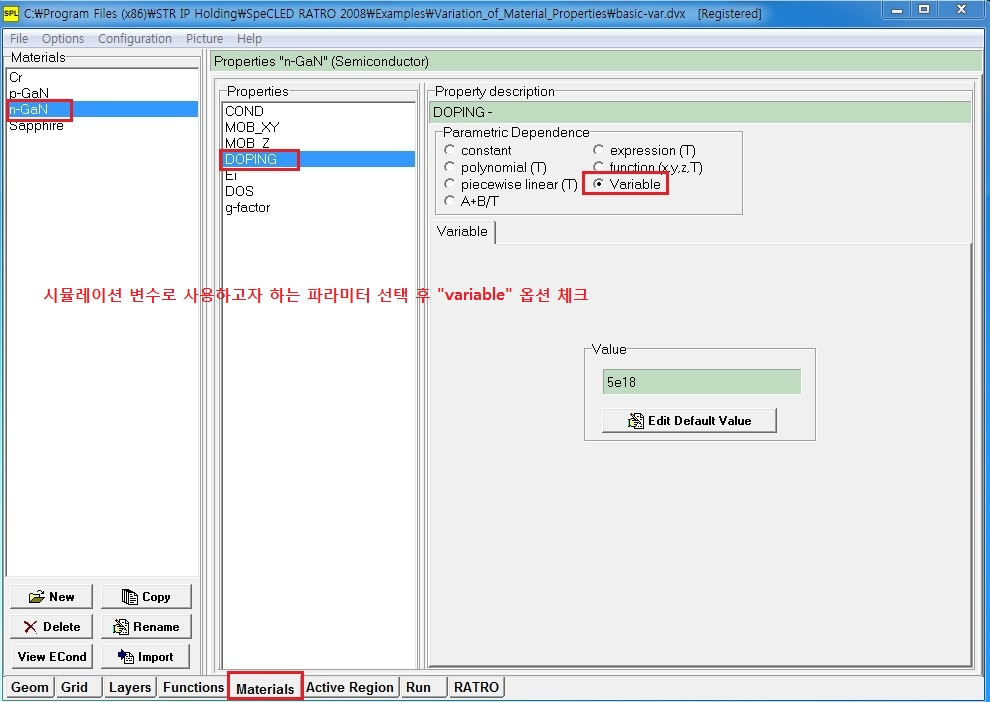 SPL C:₩Program Files (x86)₩STR IP Holding₩SpeCLED RATRO 2008₩Examples₩Variation_of_Material_Properties₩basic-var.dvx [Registered]
File Options Configuration Picture Help
Materials
Cr
p-GaN
n-GaN
Sapphire
New
Copy
Delete
Rename
View ECond
Import
Properties "n-GaN" (Semiconductor)
Properties
COND
MOB_XY
MOB_Z
DOPING
EI
DOS
g-factor
Property description
DOPING -
Parametric Dependence
constant
expression (T)
polynomial (T)
function (x,y,z,T)
piecewise linear (T)
Variable
A+B/T
Variable
시뮬레이션 변수로 사용하고자 하는 파라미터 선택 후 "variable" 옵션 체크
Value
5e18
Edit Default Value
Geom Grid Layers Functions Materials Active Region Run RATRO